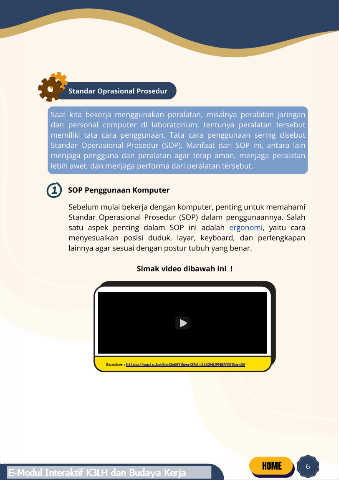 Standar Oprasional Prosedur
Saat kita bekerja menggunakan peralatan, misalnya peralatan jaringan
dan personal computer di laboratorium. Tentunya peralatan tersebut
memiliki tata cara penggunaan. Tata cara penggunaan sering disebut
Standar Operasional Prosedur (SOP). Manfaat dari SOP ini, antara lain
menjaga pengguna dan peralatan agar tetap aman, menjaga peralatan
lebih awet, dan menjaga performa dari peralatan tersebut.
1 SOP Penggunaan Komputer
Sebelum mulai bekerja dengan komputer, penting untuk memahami
Standar Operasional Prosedur (SOP) dalam penggunaannya. Salah
satu aspek penting dalam SOP ini adalah ergonomi, yaitu cara
menyesuaikan posisi duduk, layar, keyboard, dan perlengkapan
lainnya agar sesuai dengan postur tubuh yang benar.
Simak video dibawah ini !
Sumber :
HOME 6
E-Modul Interaktif K3LH dan Budaya Kerja